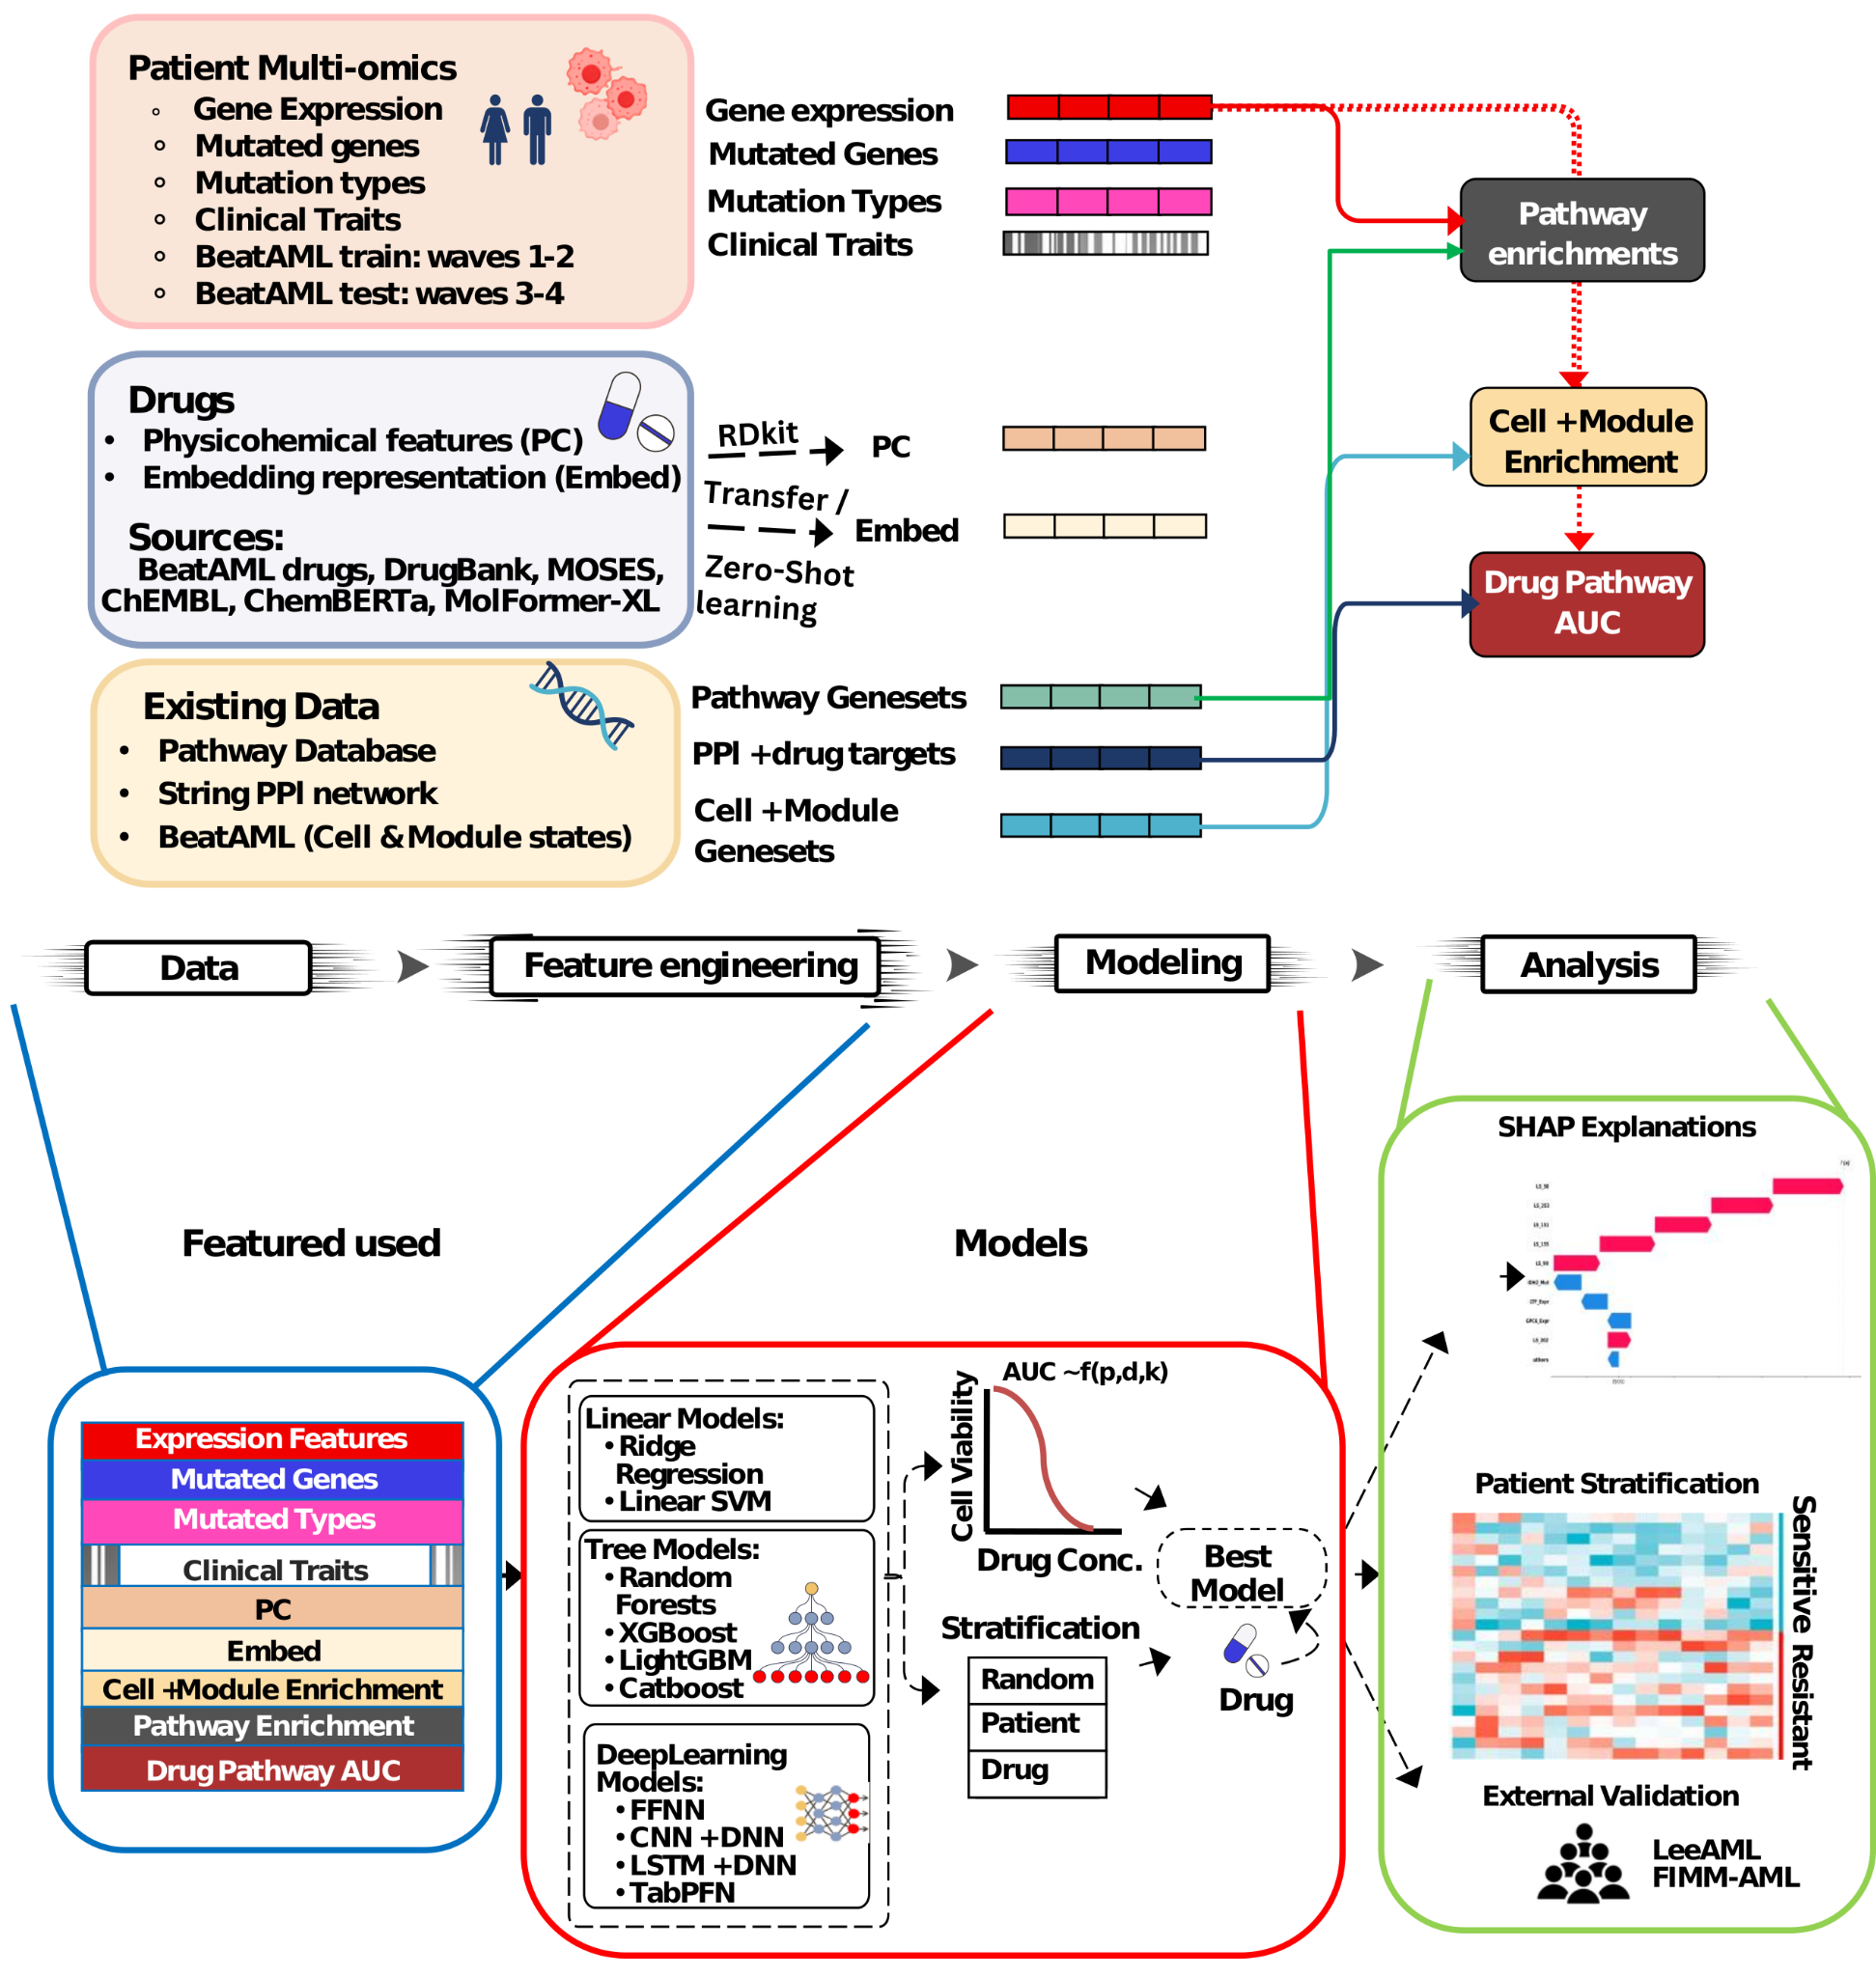 Patient Multi-omics
Gene Expression
Mutated genes
Mutation types
Clinical Traits
BeatAML train: waves 1-2
BeatAML test: waves 3-4
Gene expression
Mutated Genes
Mutation Types
Clinical Traits
Pathway
enrichments
Drugs
• Physicohemical features (PC)
• Embedding representation (Embed)
Sources:
BeatAML drugs, DrugBank, MOSES,
ChEMBL, ChemBERTa, MolFormer-XL
RDkit
PC
Transfer /
Embed
Zero-Shot
learning
Cell +Module
Enrichment
Drug Pathway
AUC
Existing Data
• Pathway Database
• String PPI network
• BeatAML (Cell & Module states)
Pathway Genesets
PPI +drug targets
Cell +Module
Genesets
Data
Feature engineering
Modeling
Analysis
Featured used
Models
Expression Features
Mutated Genes
Mutated Types
Clinical Traits
PC
Embed
Cell +Module Enrichment
Pathway Enrichment
Drug Pathway AUC
Linear Models:
• Ridge
Regression
• Linear SVM
Tree Models:
• Random
Forests
• XGBoost
• LightGBM
• Catboost
DeepLearning
Models:
• FFNN
• CNN +DNN
• LSTM +DNN
• TabPFN
AUC ~f(p,d,k)
Cell Viability
Drug Conc.
Stratification
Random
Patient
Drug
Best
Model
Drug
SHAP Explanations
Patient Stratification
Sensitive Resistant
External Validation
LeeAML
FIMM-AML